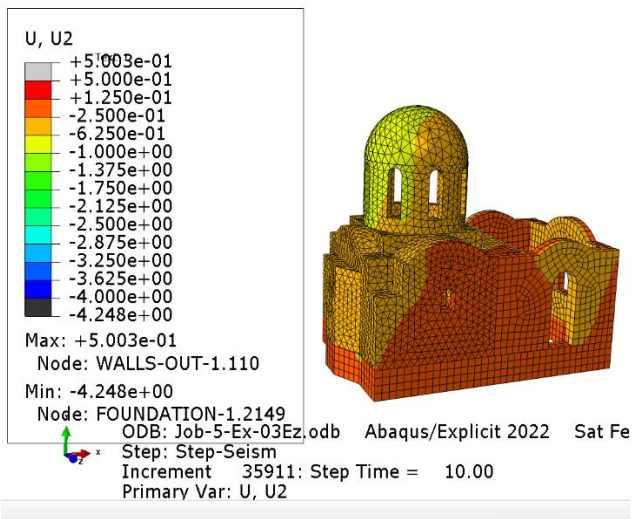 U, U2
+5.003e-01
+5.000e-01
+1.250e-01
-2.500e-01
-6.250e-01
-1.000e+00
-1.375e+00
-1.750e+00
-2.125e+00
-2.500e+00
-2.875e+00
-3.250e+00
-3.625e+00
-4.000e+00
-4.248e+00
Max: +5.003e-01
Node: WALLS-OUT-1.110
Min: -4.248e+00
Node: FOUNDATION-1.2149
x
ODB: Job-5-Ex-03Ez.odb Abaqus/Explicit 2022 Sat Fe
Step: Step-Seism
Increment 35911: Step Time = 10.00
Primary Var: U, U2